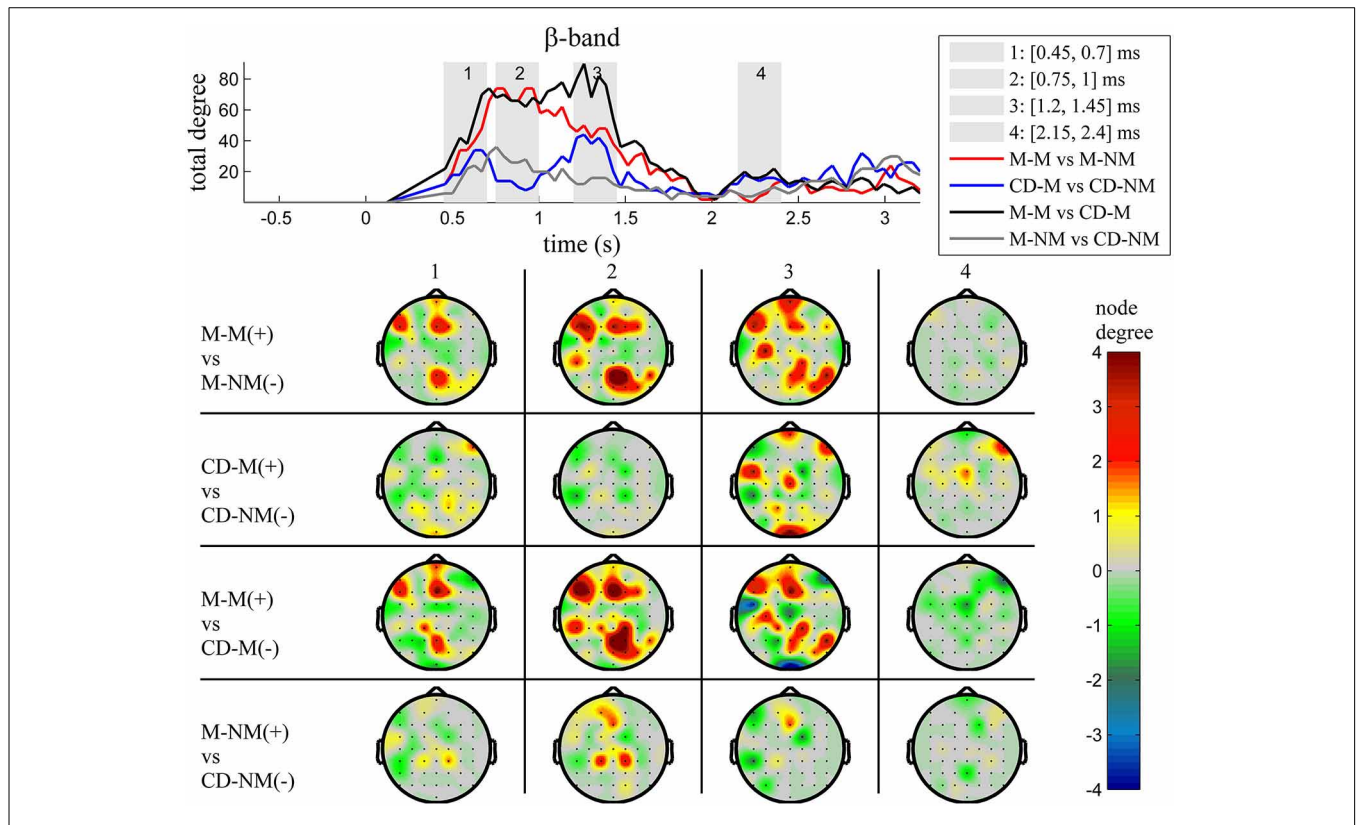 β-band
total degree
80
60
40
20
1
2
3
4
-0.5
0
0.5
1
1.5
2
2.5
3
time (s)
1: [0.45, 0.7] ms
2: [0.75, 1] ms
3: [1.2, 1.45] ms
4: [2.15, 2.4] ms
M-M vs M-NM
CD-M vs CD-NM
M-M vs CD-M
M-NM vs CD-NM
1
2
3
4
M-M(+)
vs
M-NM(-)
CD-M(+)
vs
CD-NM(-)
M-M(+)
vs
CD-M(-)
M-NM(+)
vs
CD-NM(-)
node
degree
4
3
2
1
0
-1
-2
-3
-4